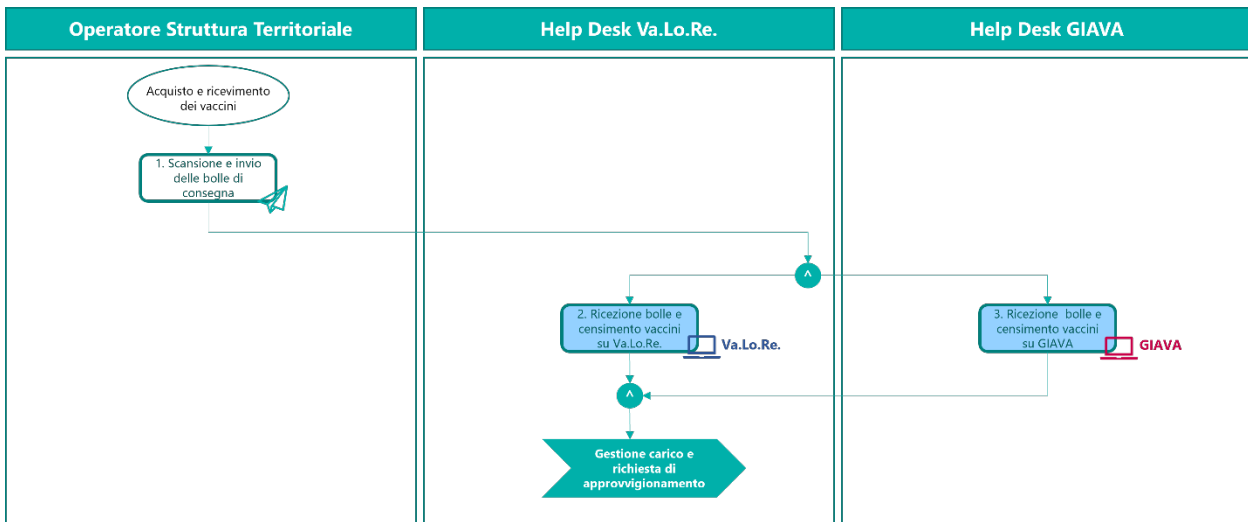 Operatore Struttura Territoriale
Help Desk Va.Lo.Re.
Help Desk GIAVA
Acquisto e ricevimento
dei vaccini
1. Scansione e invio
delle bolle di
consegna
^
2. Ricezione bolle e
censimento vaccini
su Va.Lo.Re.
Va.Lo.Re.
3. Ricezione bolle e
censimento vaccini
su GIAVA
GIAVA
^
Gestione carico e
richiesta di
approvvigionamento